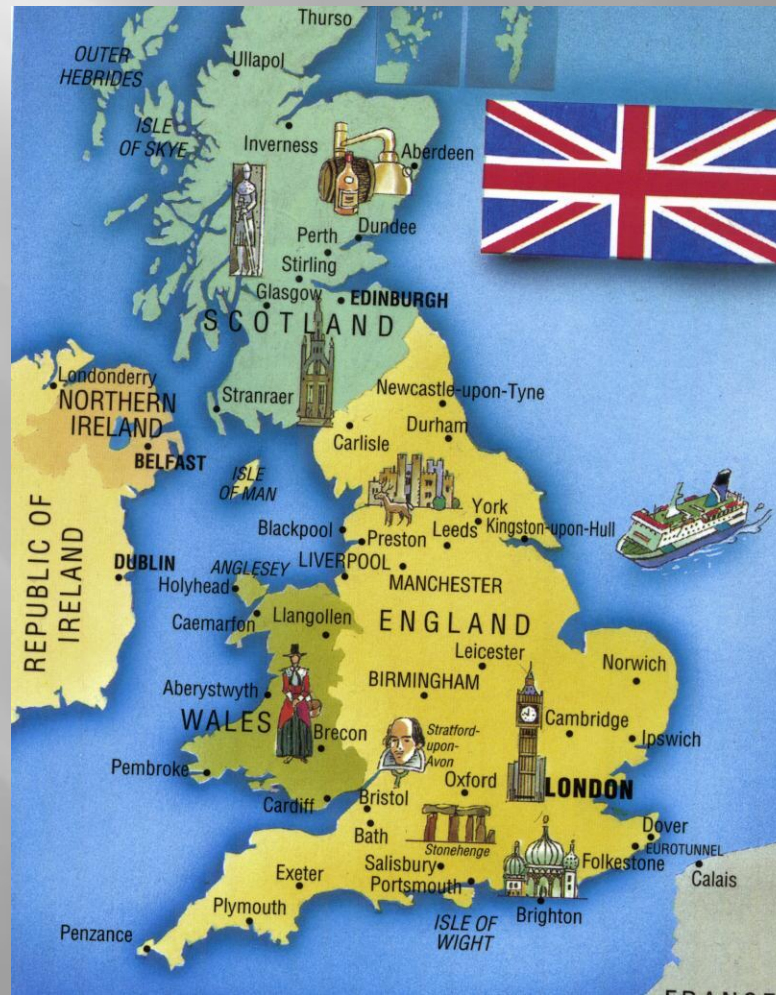 Thurso
OUTER
HEBRIDES
Ullapol
ISLE
OF SKYE
Inverness
Aberdeen
Dundee
Perth
Stirling
Glasgow
EDINBURGH
SCOTLAND
Londonderry
NORTHERN
IRELAND
BELFAST
Stranraer
Newcastle-upon-Tyne
Carlisle
Durham
ISLE
OF MAN
York
Blackpool
Preston
Leeds
Kingston-upon-Hull
REPUBLIC OF
IRELAND
DUBLIN
ANGLESEY
LIVERPOOL
Holyhead
MANCHESTER
Caemarfon
Llangollen
ENGLAND
Leicester
Norwich
Aberystwyth
BIRMINGHAM
WALES
Brecon
Stratford-
upon-
Avon
Cambridge
Ipswich
Pembroke
Oxford
LONDON
Cardiff
Bristol
Bath
Stonehenge
Dover
EUROTUNNEL
Folkestone
Calais
Salisbury
Portsmouth
Exeter
Plymouth
ISLE OF
WIGHT
Brighton
Penzance
FRANCE